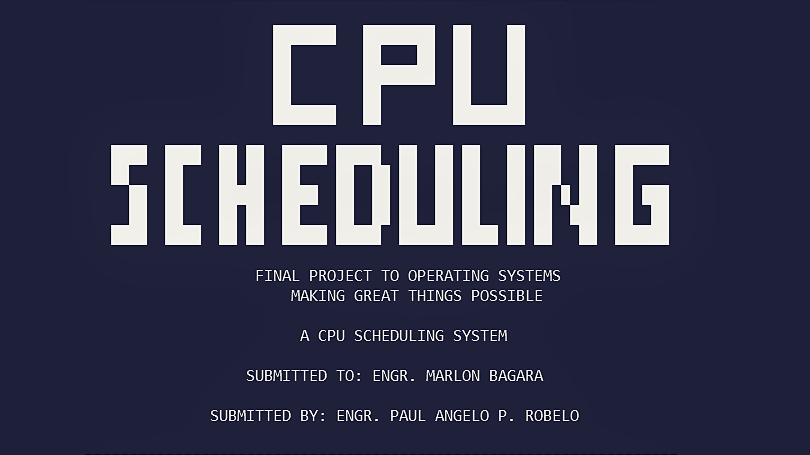 CPU
SCHEDULING
FINAL PROJECT TO OPERATING SYSTEMS
MAKING GREAT THINGS POSSIBLE
A CPU SCHEDULING SYSTEM
SUBMITTED TO: ENGR. MARLON BAGARA
SUBMITTED BY: ENGR. PAUL ANGELO P. ROBELO